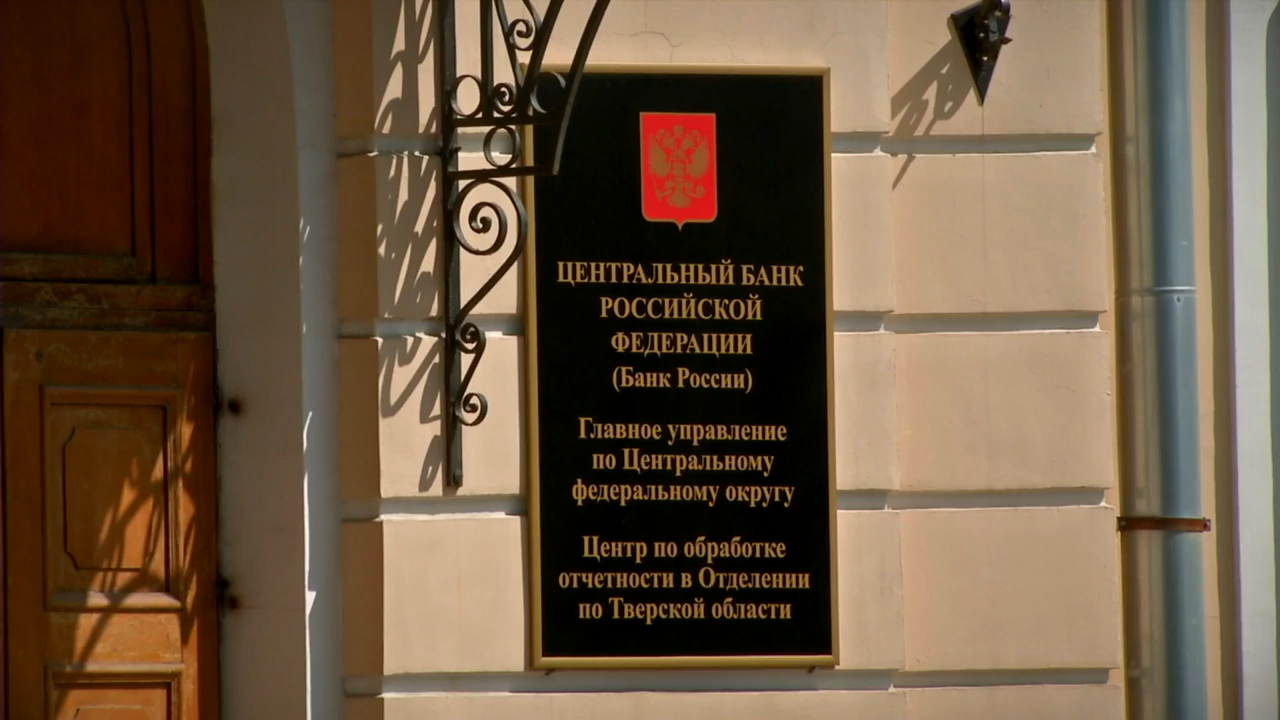 ЦЕНТРАЛЬНЫЙ БАНК
РОССИЙСКОЙ
ФЕДЕРАЦИИ
(Банк России)
Главное управление
по Центральному
федеральному округу
Центр по обработке
отчетности в Отделении
по Тверской области